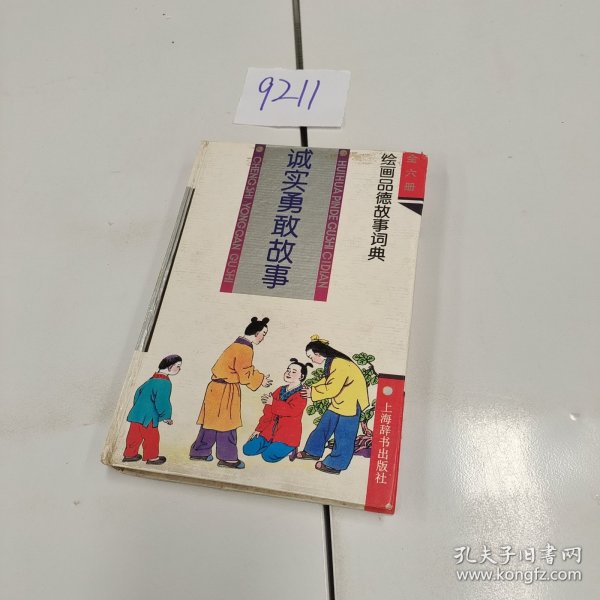 9211
全六册
绘画品德故事词典
HUIHUA PINDE GUSHI CIDIAN
诚实勇敢故事
CHENGSHI YONGGAN GUSHI
上海辞书出版社
孔夫子旧书网
www.kongfz.com